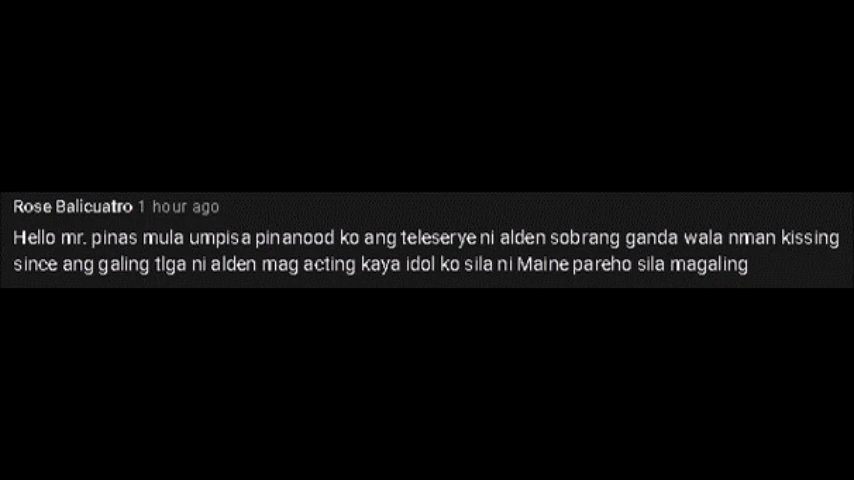 Rose Balicuatro 1 hour ago
Hello mr. pinas mula umpisa pinanood ko ang teleserye ni alden sobrang ganda wala nman kissing
since ang galing tlga ni alden mag acting kaya idol ko sila ni Maine pareho sila magaling